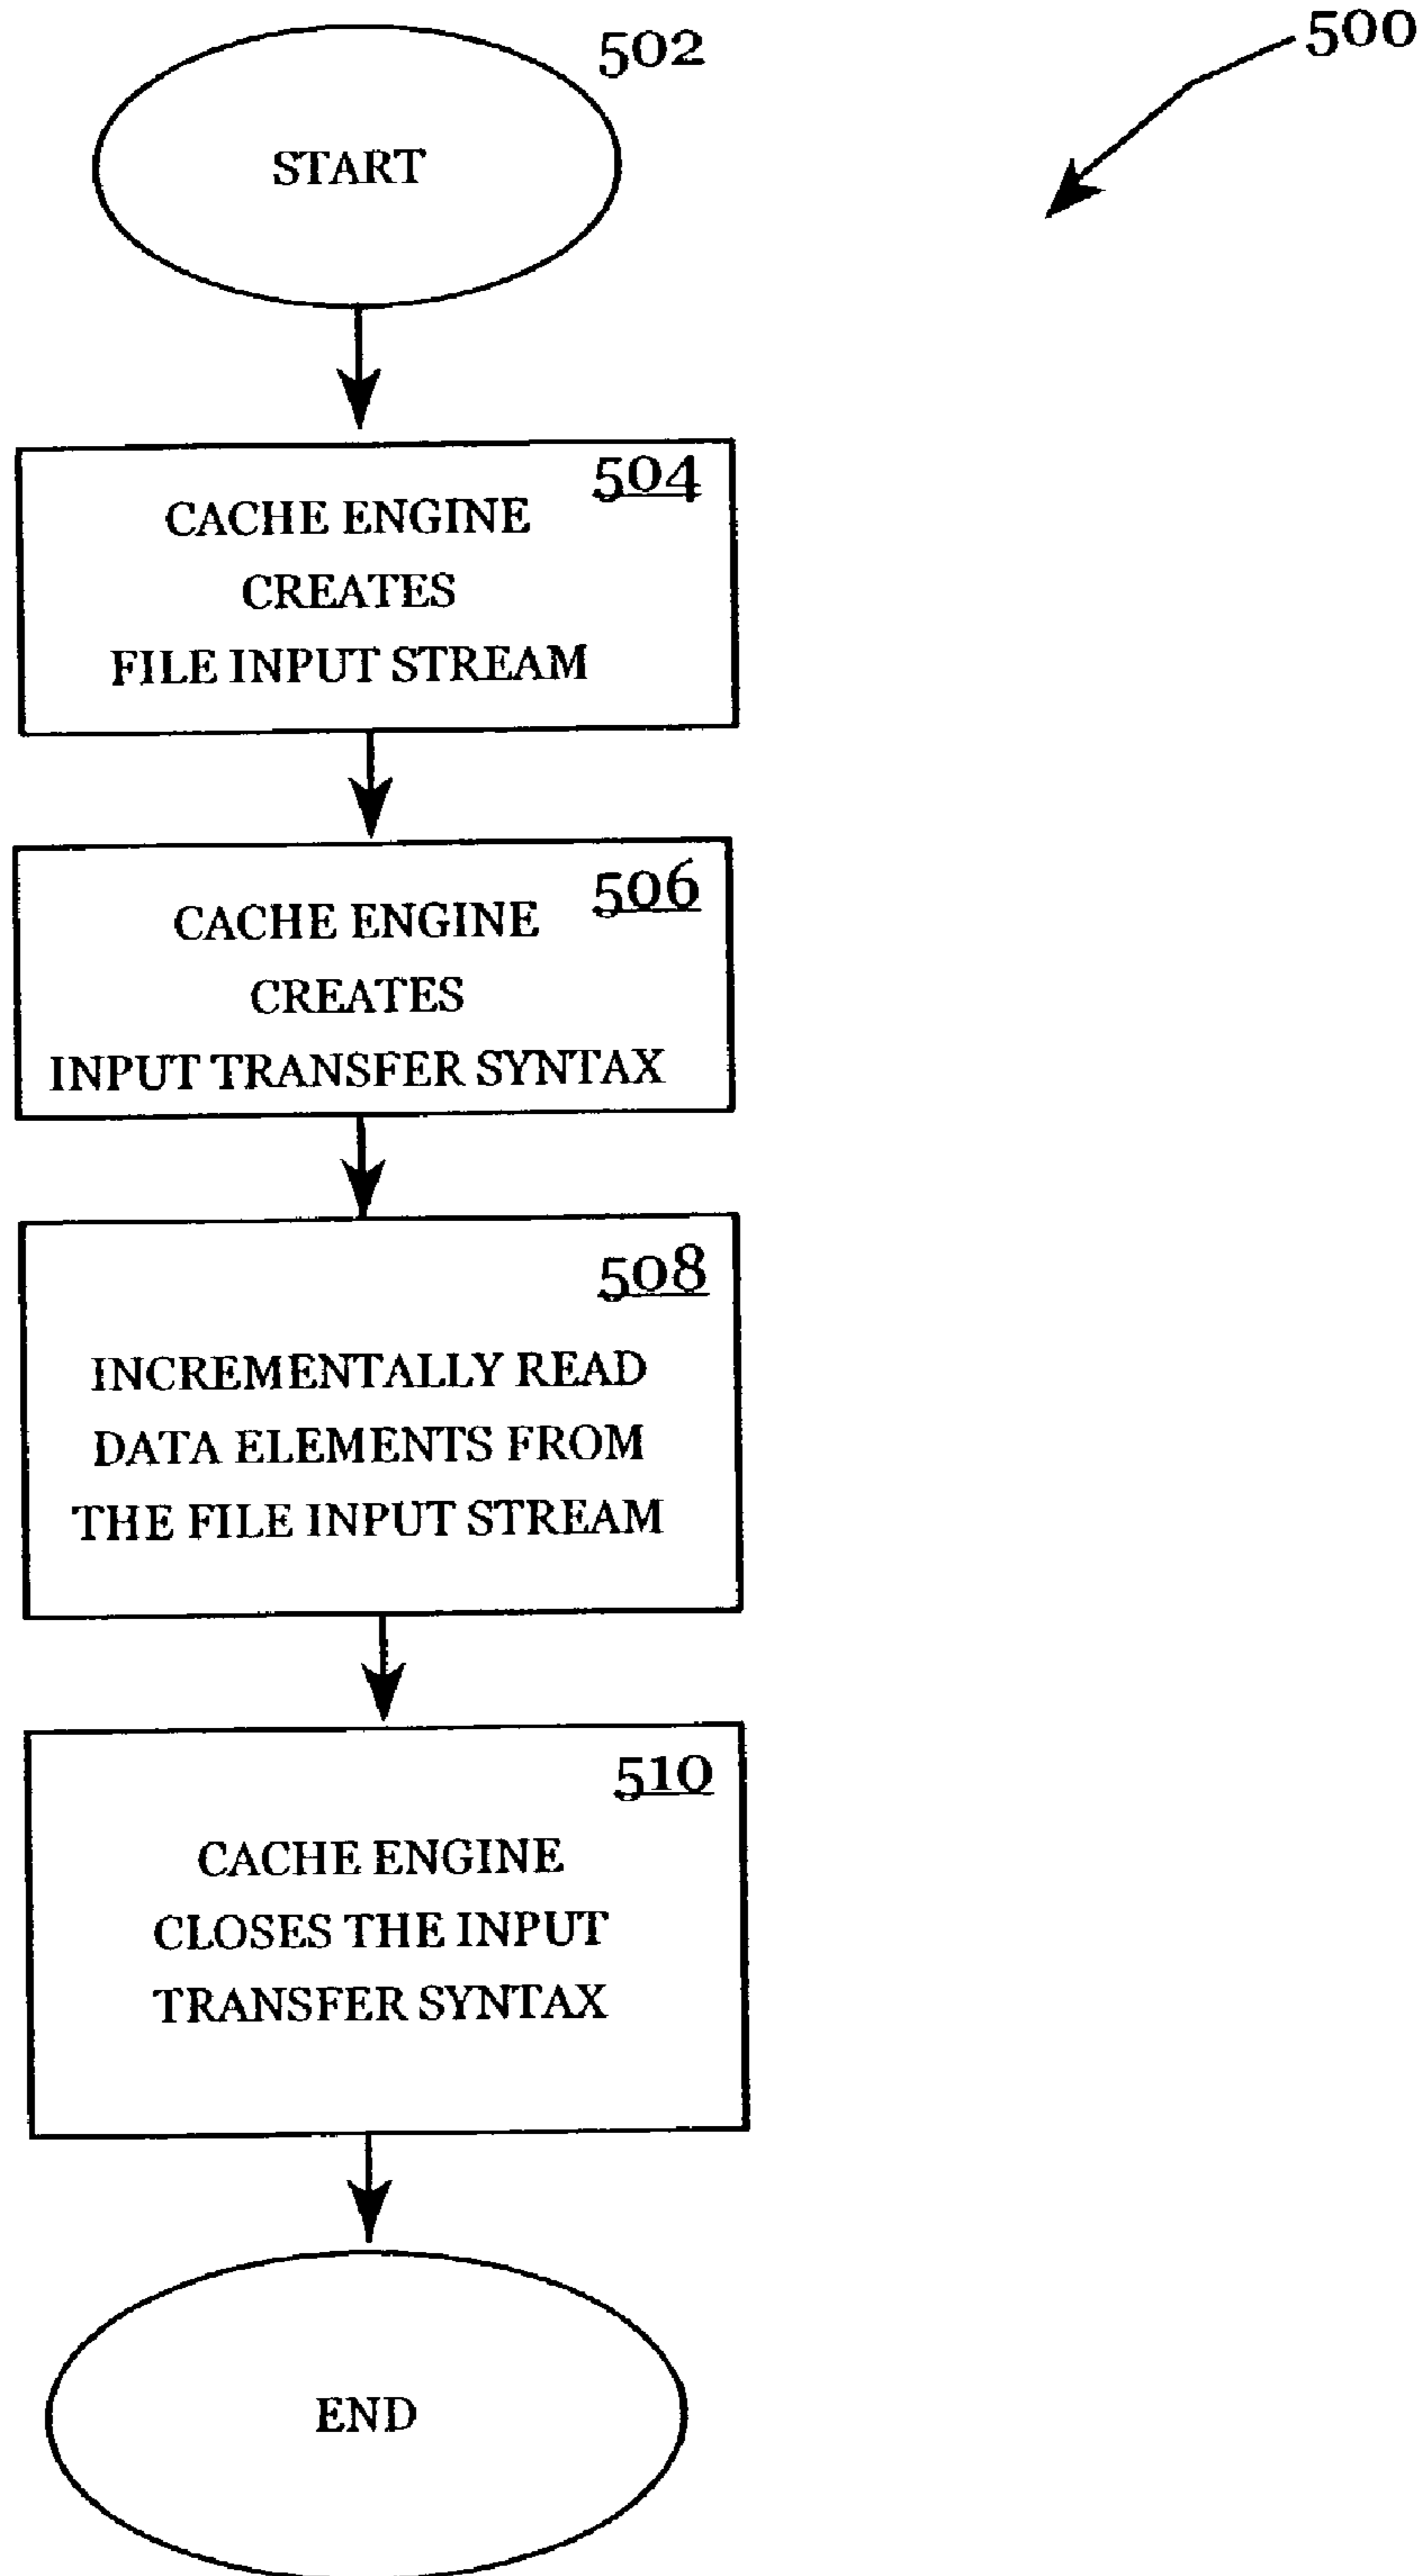 502
500
START
504
CACHE ENGINE
CREATES
FILE INPUT STREAM
506
CACHE ENGINE
CREATES
INPUT TRANSFER SYNTAX
508
INCREMENTALLY READ
DATA ELEMENTS FROM
THE FILE INPUT STREAM
510
CACHE ENGINE
CLOSES THE INPUT
TRANSFER SYNTAX
END